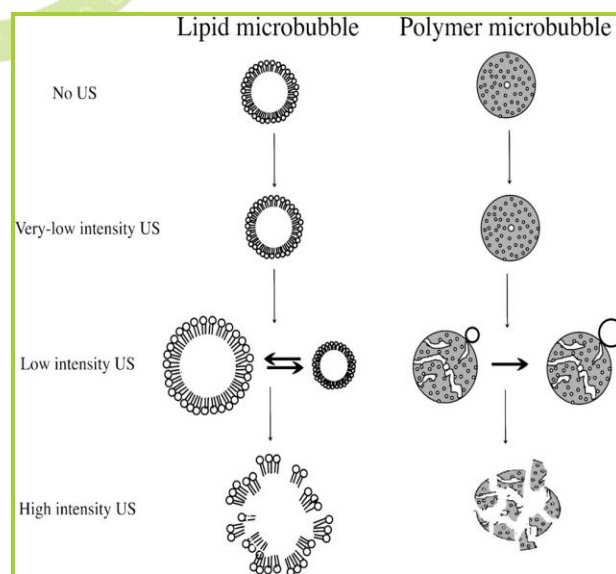 Lipid microbubble Polymer microbubble
No US
Very-low intensity US
Low intensity US
High intensity US